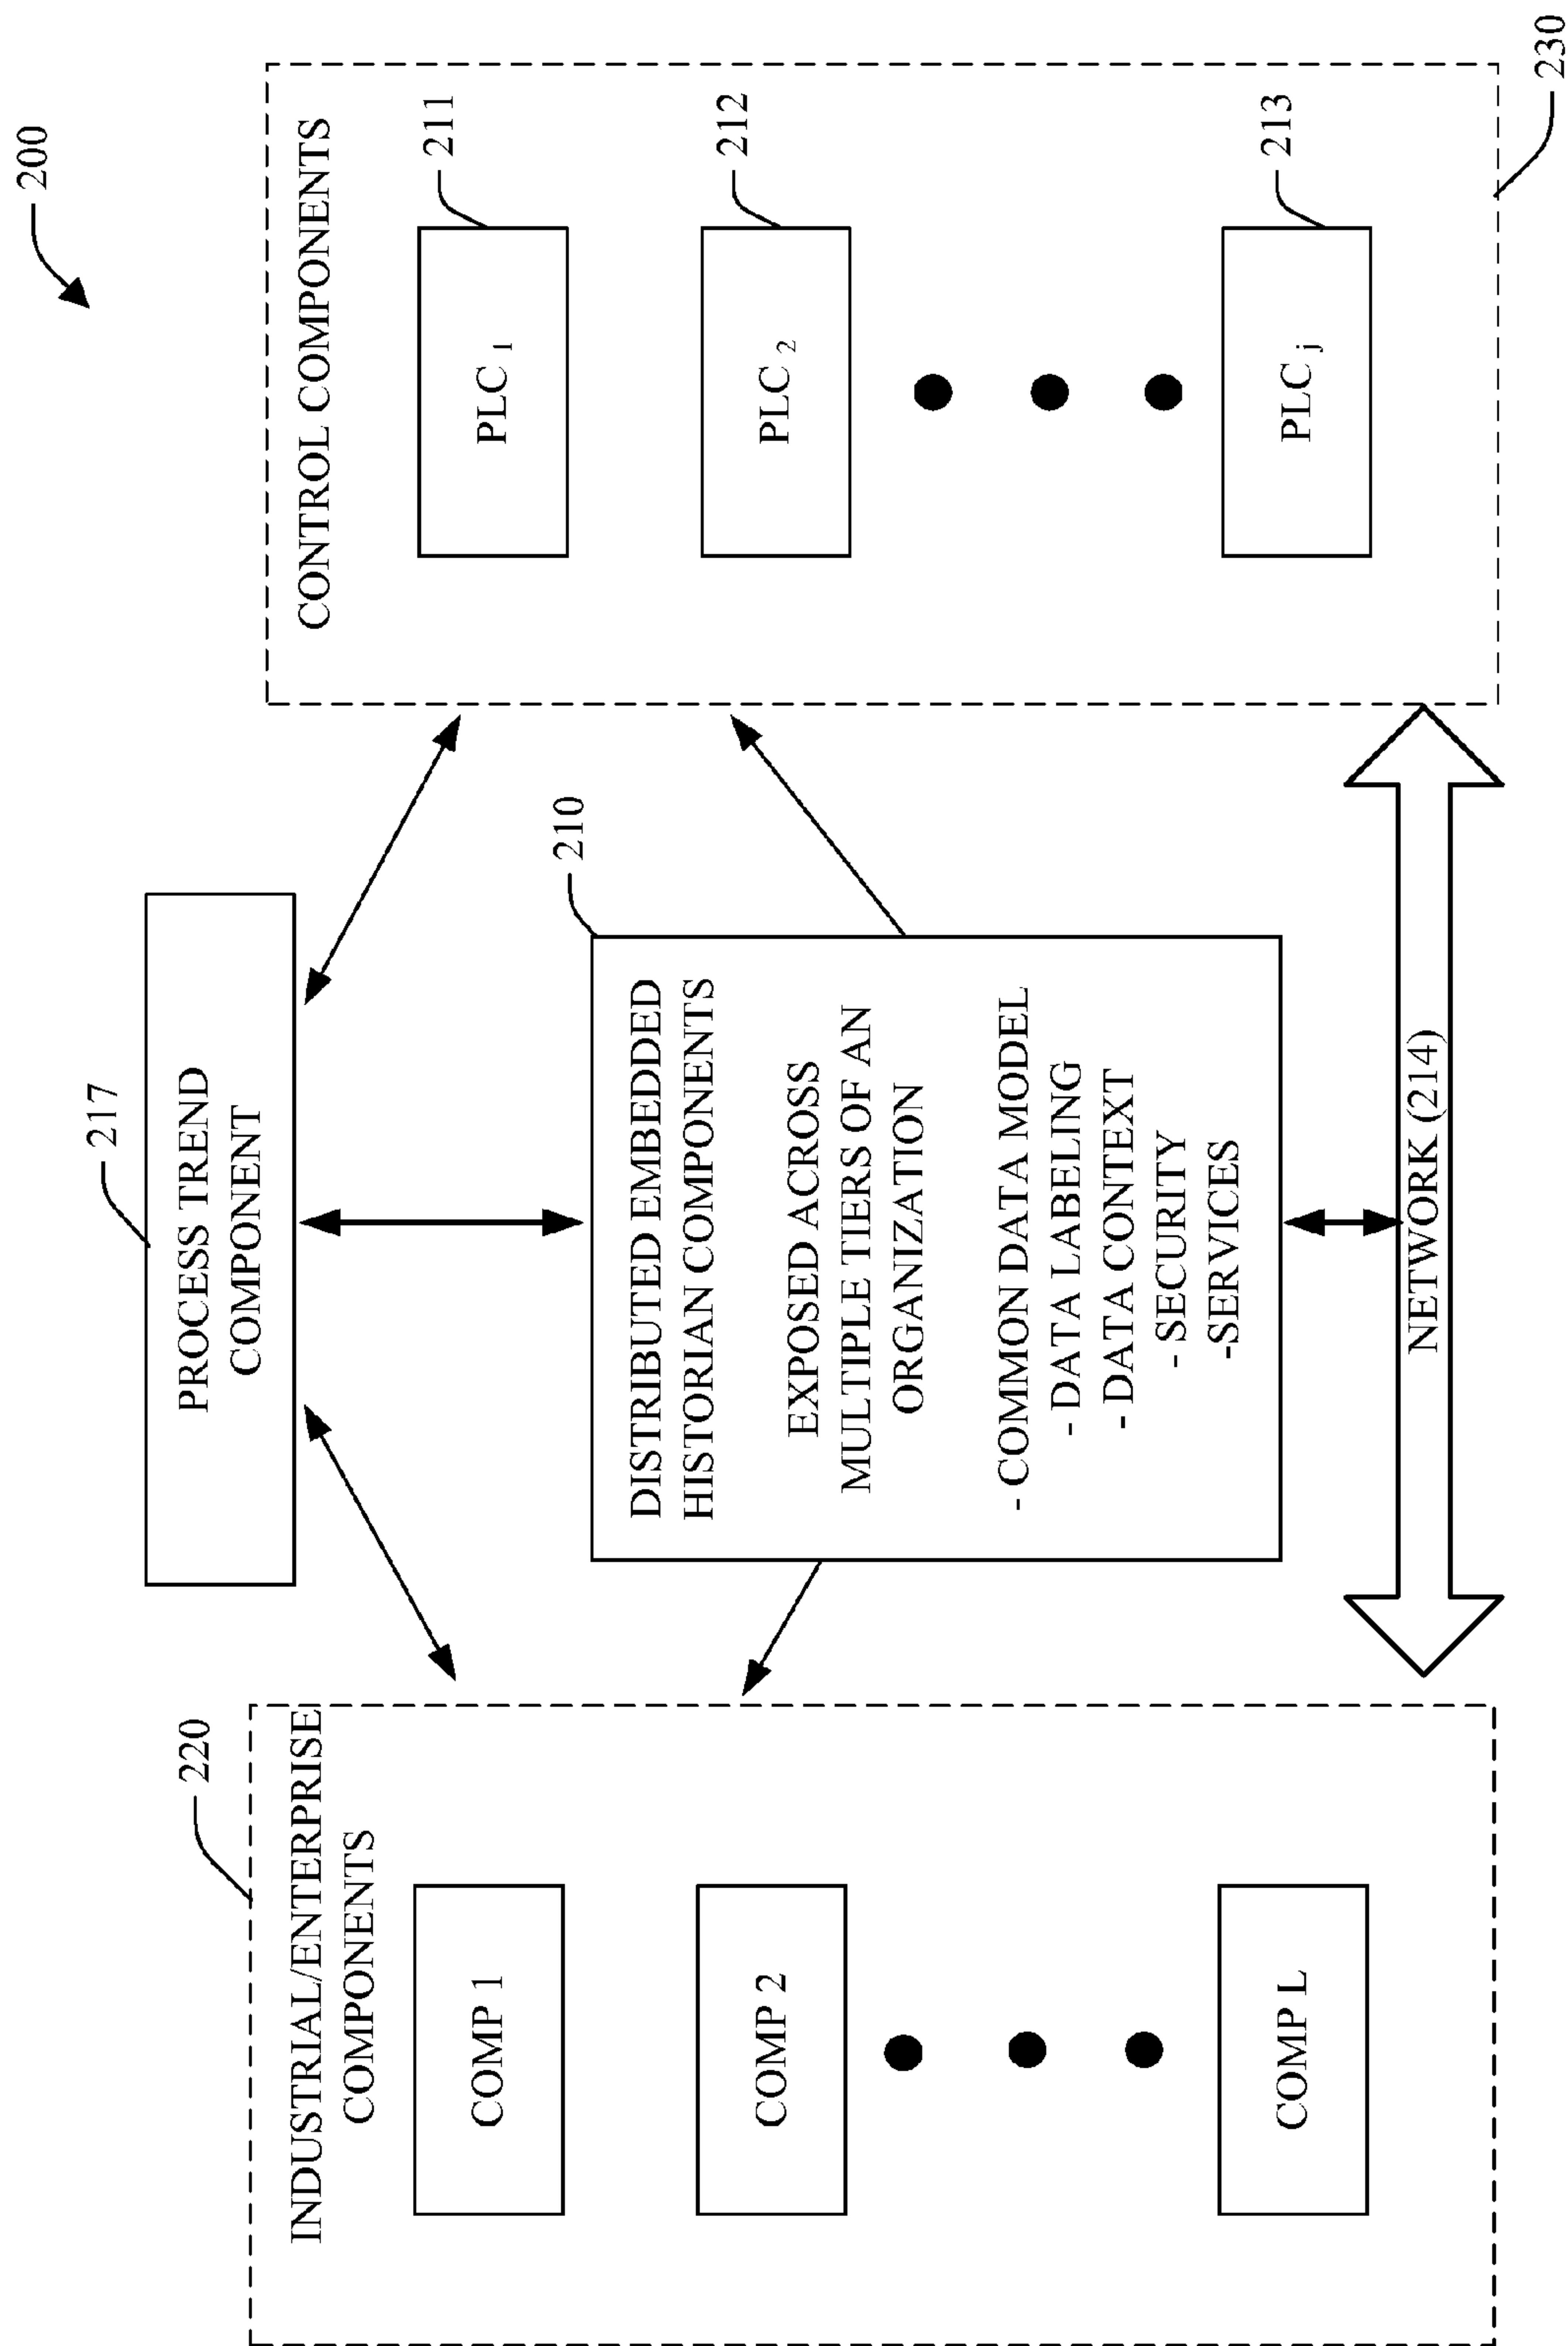 200
217
PROCESS TREND
COMPONENT
220
INDUSTRIAL/ENTERPRISE
COMPONENTS
COMP 1
COMP 2
COMP L
210
DISTRIBUTED EMBEDDED
HISTORIAN COMPONENTS
EXPOSED ACROSS
MULTIPLE TIERS OF AN
ORGANIZATION
- COMMON DATA MODEL
- DATA LABELING
- DATA CONTEXT
- SECURITY
-SERVICES
CONTROL COMPONENTS
PLC 1
211
PLC 2
212
PLC j
213
230
NETWORK (214)